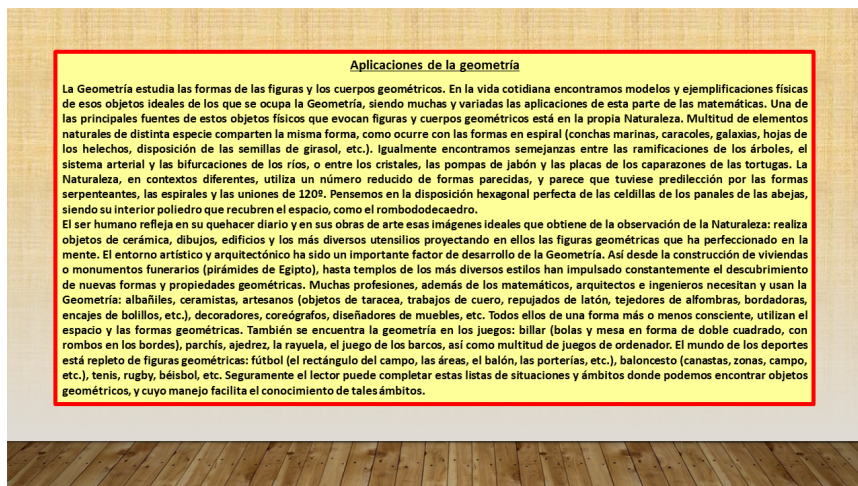 Aplicaciones de la geometría
La Geometría estudia las formas de las figuras y los cuerpos geométricos. En la vida cotidiana encontramos modelos y ejemplificaciones físicas
de esos objetos ideales de los que se ocupa la Geometría, siendo muchas y variadas las aplicaciones de esta parte de las matemáticas. Una de
las principales fuentes de estos objetos físicos que evocan figuras y cuerpos geométricos está en la propia Naturaleza. Multitud de elementos
naturales de distinta especie comparten la misma forma, como ocurre con las formas en espiral (conchas marinas, caracoles, galaxias, hojas de
los helechos, disposición de las semillas de girasol, etc.). Igualmente encontramos semejanzas entre las ramificaciones de los árboles, el
sistema arterial y las bifurcaciones de los ríos, o entre los cristales, las pompas de jabón y las placas de los caparazones de las tortugas. La
Naturaleza, en contextos diferentes, utiliza un número reducido de formas parecidas, y parece que tuviese predilección por las formas
serpenteantes, las espirales y las uniones de 120º. Pensemos en la disposición hexagonal perfecta de las celdillas de los panales de las abejas,
siendo su interior poliedro que recubren el espacio, como el rombododecaedro.
El ser humano refleja en su quehacer diario y en sus obras de arte esas imágenes ideales que obtiene de la observación de la Naturaleza: realiza
objetos de cerámica, dibujos, edificios y los más diversos utensilios proyectando en ellos las figuras geométricas que ha perfeccionado en la
mente. El entorno artístico y arquitectónico ha sido un importante factor de desarrollo de la Geometría. Así desde la construcción de viviendas
o monumentos funerarios (pirámides de Egipto), hasta templos de los más diversos estilos han impulsado constantemente el descubrimiento
de nuevas formas y propiedades geométricas. Muchas profesiones, además de los matemáticos, arquitectos e ingenieros necesitan y usan la
Geometría: albañiles, ceramistas, artesanos (objetos de taracea, trabajos de cuero, repujados de latón, tejedores de alfombras, bordadoras,
encajes de bolillos, etc.), decoradores, coreógrafos, diseñadores de muebles, etc. Todos ellos de una forma más o menos consciente, utilizan el
espacio y las formas geométricas. También se encuentra la geometría en los juegos: billar (bolas y mesa en forma de doble cuadrado, con
rombos en los bordes), parchís, ajedrez, la rayuela, el juego de los barcos, así como multitud de juegos de ordenador. El mundo de los deportes
está repleto de figuras geométricas: fútbol (el rectángulo del campo, las áreas, el balón, las porterías, etc.), baloncesto (canastas, zonas, campo,
etc.), tenis, rugby, béisbol, etc. Seguramente el lector puede completar estas listas de situaciones y ámbitos donde podemos encontrar objetos
geométricos, y cuyo manejo facilita el conocimiento de tales ámbitos.